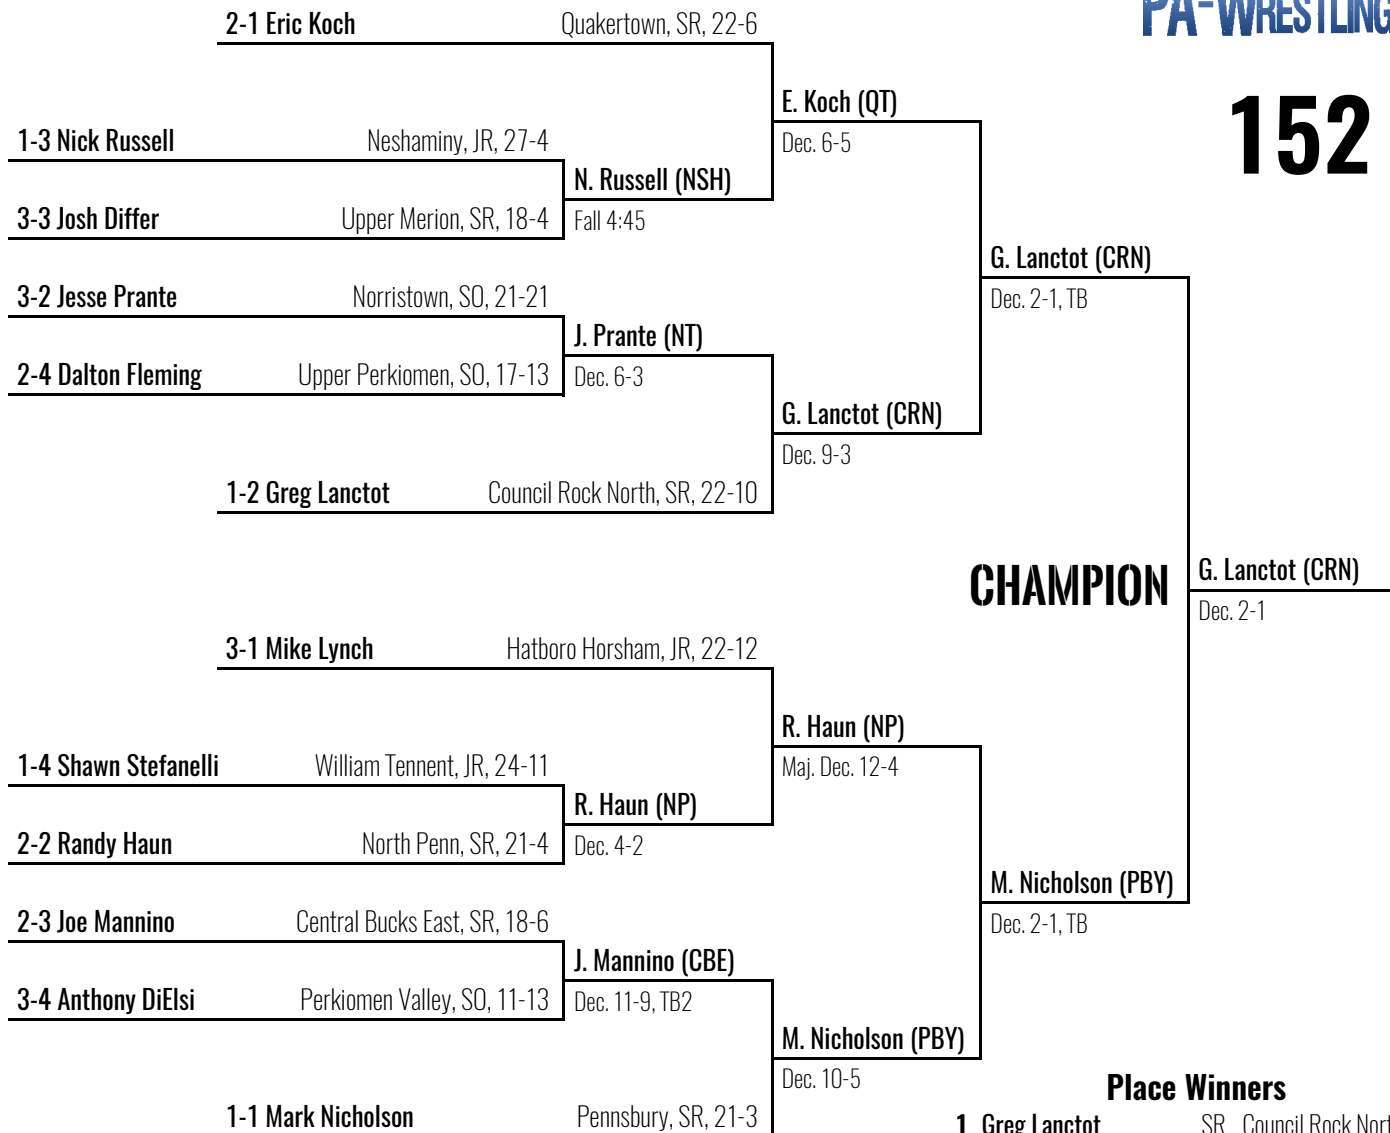 2-1 Eric Koch Quakertown, SR, 22-6
PA-WRESTLING
E. Koch (QT)
152
1-3 Nick Russell Neshaminy, JR, 27-4
Dec. 6-5
N. Russell (NSH)
3-3 Josh Differ Upper Merion, SR, 18-4
Fall 4:45
G. Lanctot (CRN)
3-2 Jesse Prante Norristown, SO, 21-21
Dec. 2-1, TB
J. Prante (NT)
2-4 Dalton Fleming Upper Perkiomen, SO, 17-13
Dec. 6-3
G. Lanctot (CRN)
Dec. 9-3
1-2 Greg Lanctot Council Rock North, SR, 22-10
CHAMPION
G. Lanctot (CRN)
Dec. 2-1
3-1 Mike Lynch Hatboro Horsham, JR, 22-12
R. Haun (NP)
1-4 Shawn Stefanelli William Tennent, JR, 24-11
Maj. Dec. 12-4
R. Haun (NP)
2-2 Randy Haun North Penn, SR, 21-4
Dec. 4-2
M. Nicholson (PBY)
2-3 Joe Mannino Central Bucks East, SR, 18-6
Dec. 2-1, TB
J. Mannino (CBE)
3-4 Anthony DiElsi Perkiomen Valley, SO, 11-13
Dec. 11-9, TB2
M. Nicholson (PBY)
Dec. 10-5
Place Winners
1-1 Mark Nicholson Pennsbury, SR, 21-3
1 Greg Lanctot SR Council Rock Nort